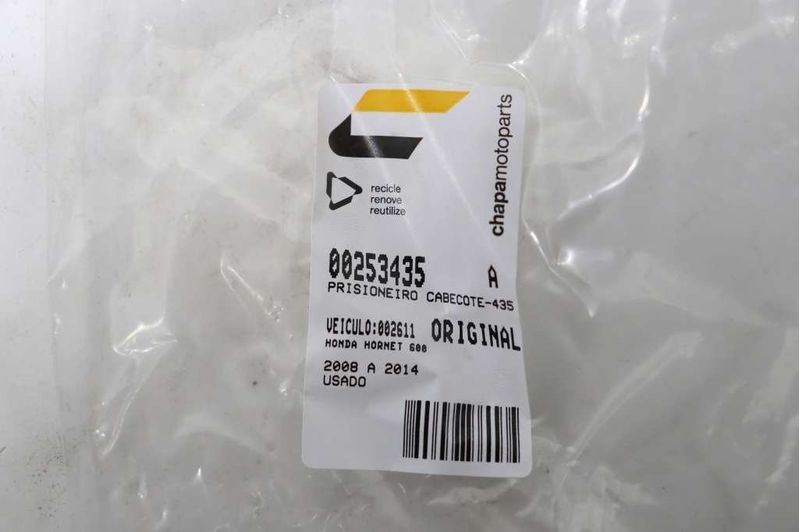 chapamotoparts
recicle
renove
reutilize
00253435 A
PRISIONEIRO CABECOTE-435
VEICULO:002611 ORIGINAL
HONDA HORNET 600
2008 A 2014
USADO